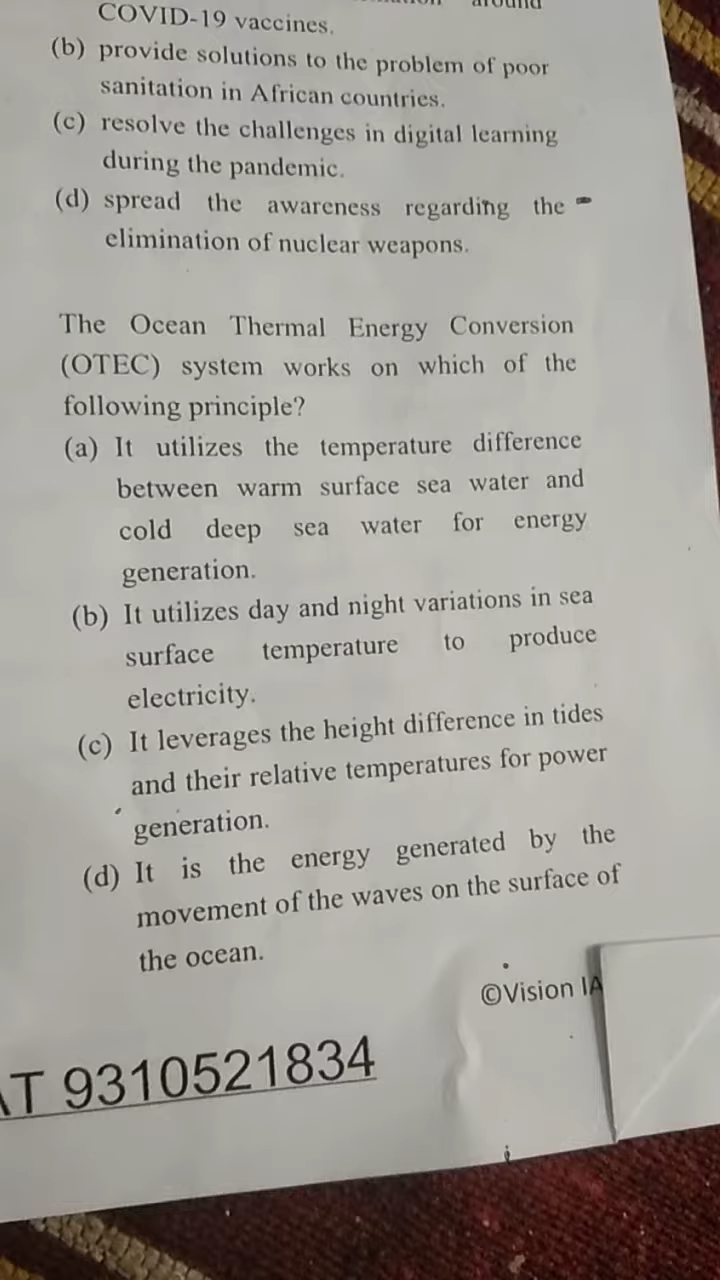 around
COVID-19 vaccines.
(b) provide solutions to the problem of poor
sanitation in African countries.
(c) resolve the challenges in digital learning
during the pandemic.
(d) spread the awareness regarding the
elimination of nuclear weapons.
The Ocean Thermal Energy Conversion
(OTEC) system works on which of the
following principle?
(a) It utilizes the temperature difference
between warm surface sea water and
cold deep sea water for energy
generation.
(b) It utilizes day and night variations in sea
surface temperature to produce
electricity.
(c) It leverages the height difference in tides
and their relative temperatures for power
generation.
(d) It is the energy generated by the
movement of the waves on the surface of
the ocean.
©Vision IA
T 9310521834